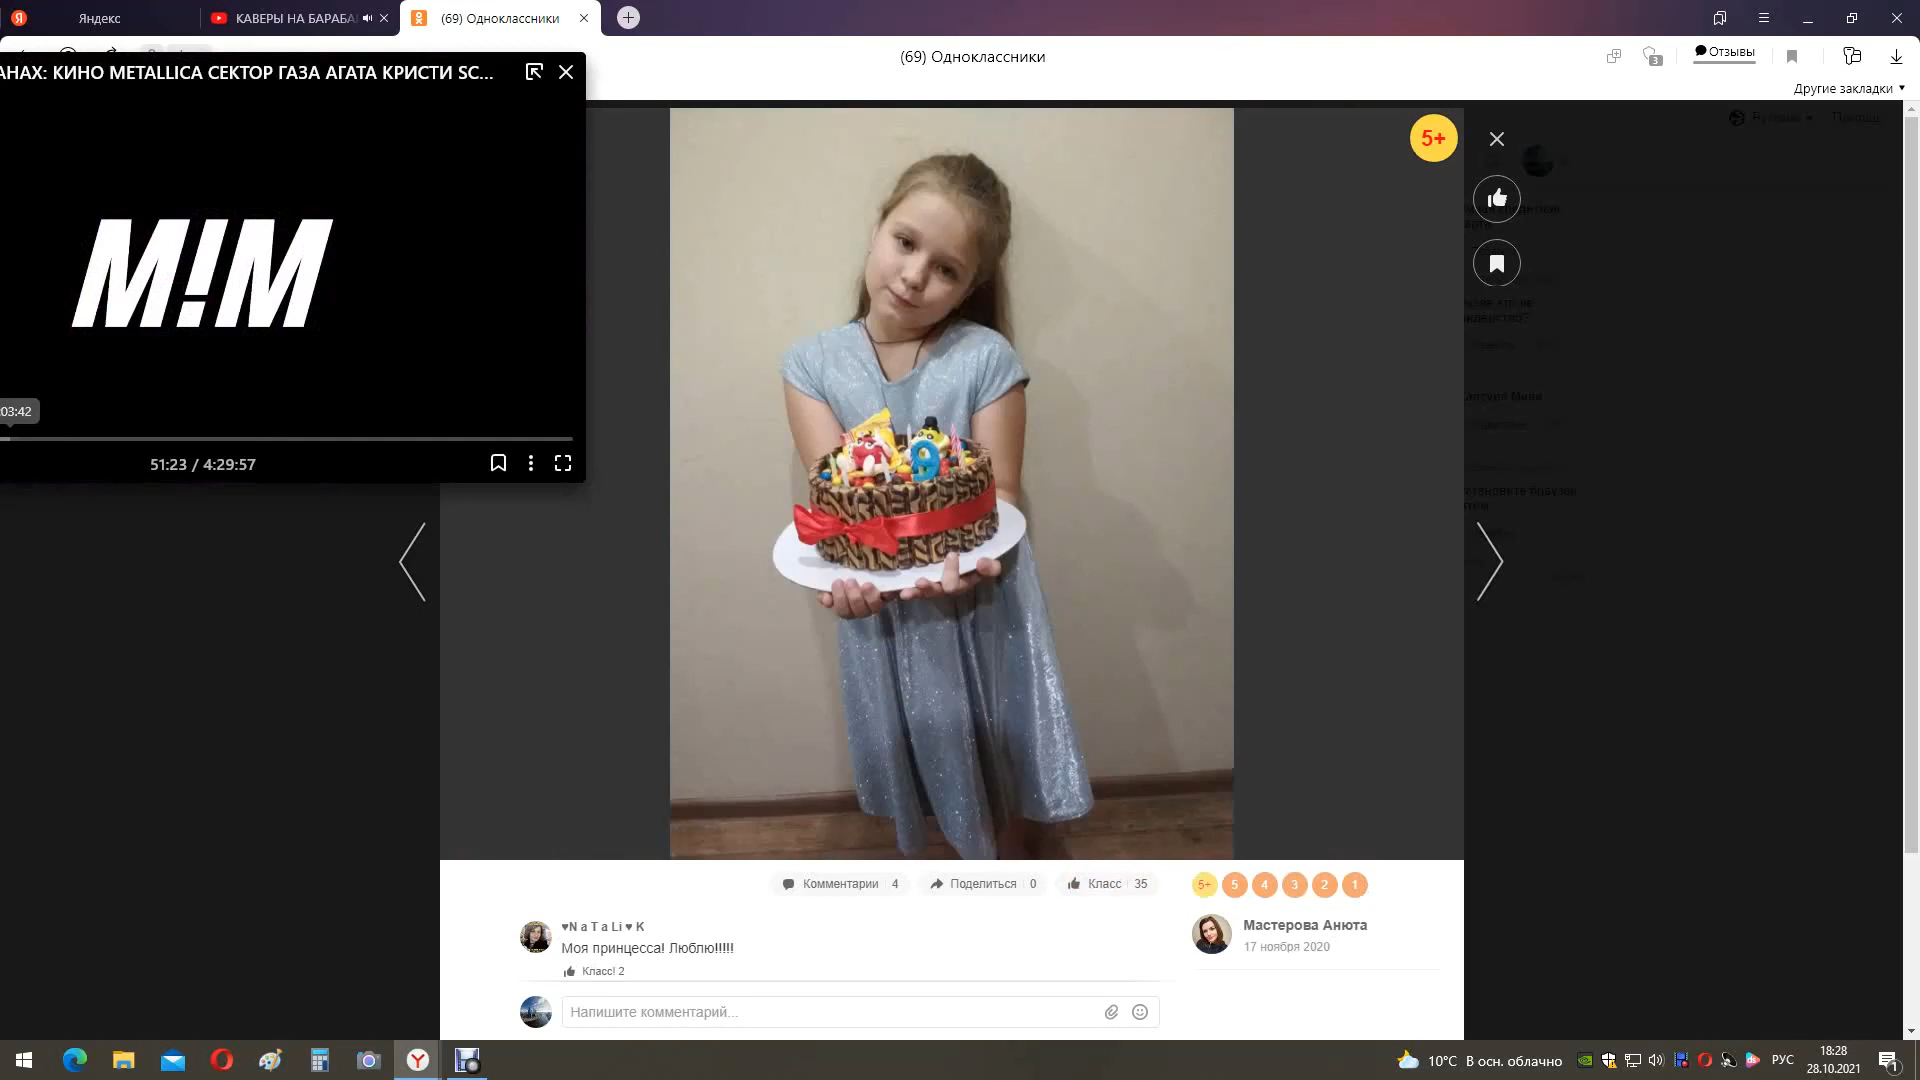 Яндекс
КАВЕРЫ НА БАРАБА
(69) Одноклассники
(69) Одноклассники
3
Отзывы
Другие закладки
АНАХ: КИНО METALLICA СЕКТОР ГАЗА АГАТА КРИСТИ SC...
M!M
03:42
51:23 / 4:29:57
5+
9
Комментарии 4
Поделиться 0
Класс 35
5+ 5 4 3 2 1
♥N a T a Li ♥ K
Моя принцесса! Люблю!!!!!
Класс! 2
Мастерова Анюта
17 ноября 2020
Напишите комментарий...
10°C В осн. облачно
РУС
18:28
28.10.2021
1